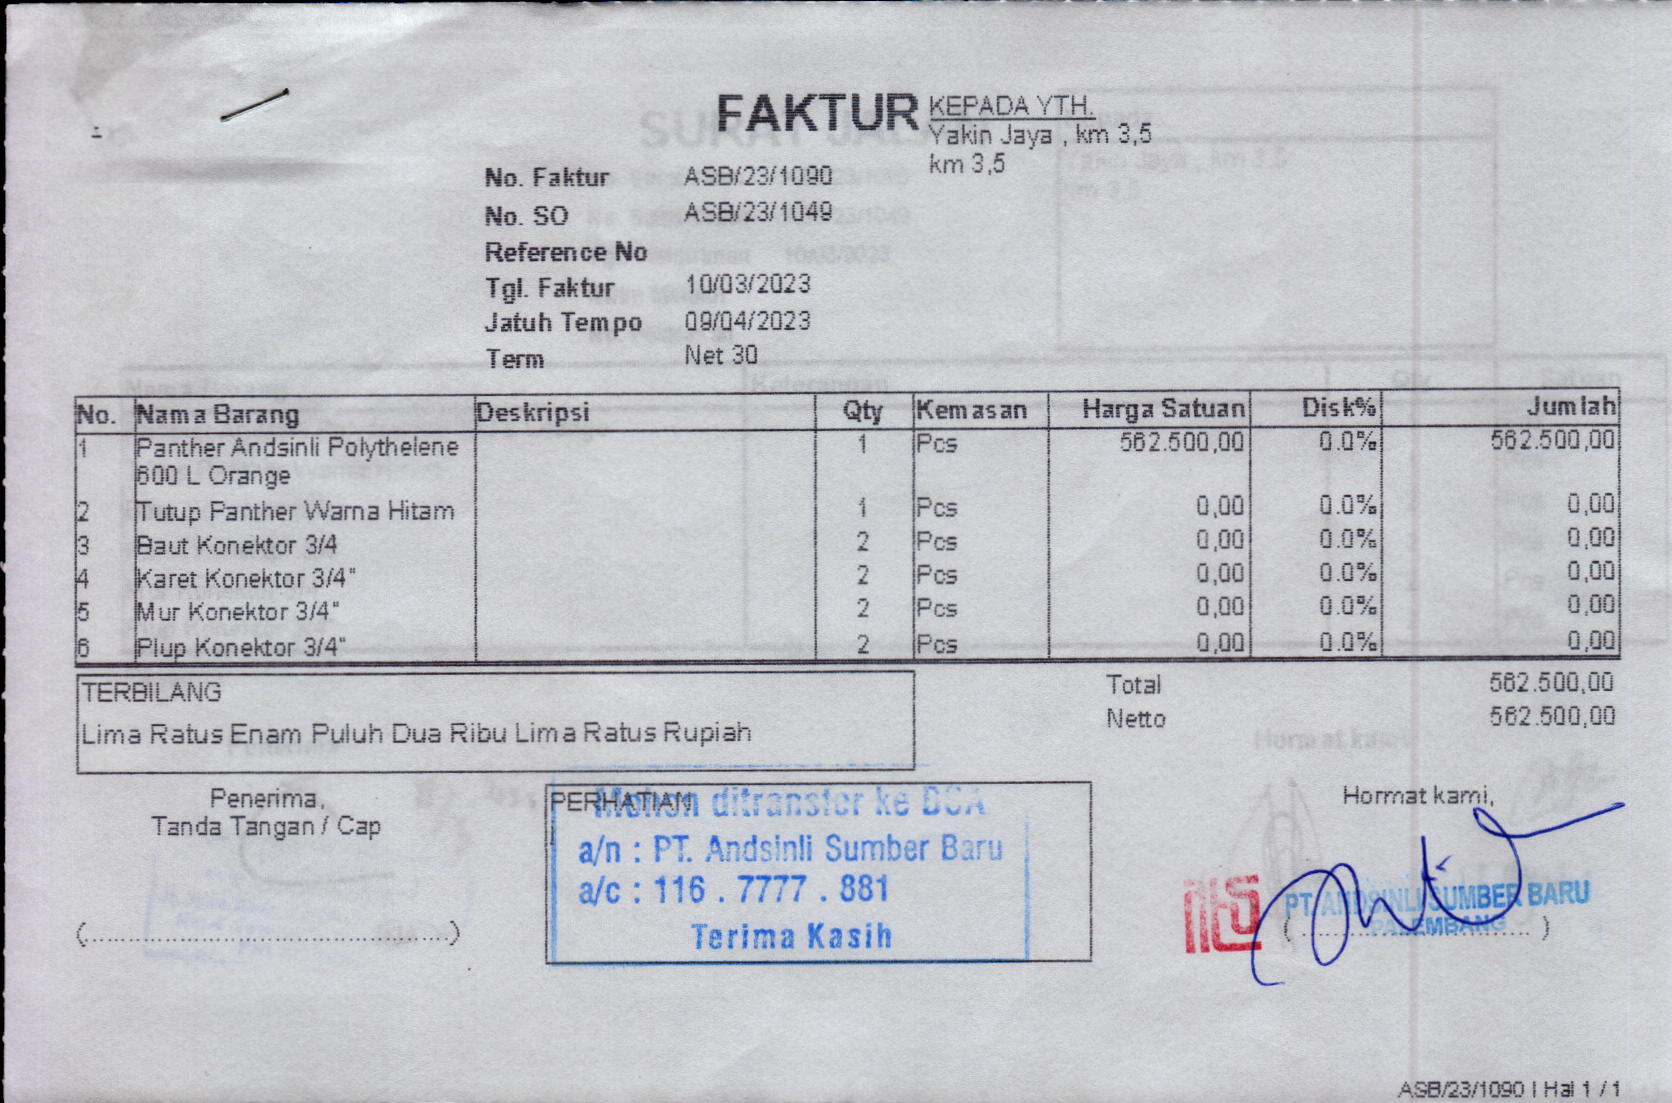 FAKTUR
KEPADA YTH.
Yakin Jaya , km 3,5
km 3,5
No. Faktur ASB/23/1090
No. SO ASB/23/1049
Reference No
Tgl. Faktur 10/03/2023
Jatuh Tempo 09/04/2023
Term Net 30
No. Nama Barang Deskripsi Qty Kemasan Harga Satuan Disk% Jumlah
1 Panther Andsinli Polythelene 1 Pcs 562.500,00 0.0% 562.500,00
600 L Orange
2 Tutup Panther Warna Hitam 1 Pcs 0,00 0.0% 0,00
3 Baut Konektor 3/4 2 Pcs 0,00 0.0% 0,00
4 Karet Konektor 3/4" 2 Pcs 0,00 0.0% 0,00
5 Mur Konektor 3/4" 2 Pcs 0,00 0.0% 0,00
6 Plup Konektor 3/4" 2 Pcs 0,00 0.0% 0,00
TERBILANG
Lima Ratus Enam Puluh Dua Ribu Lima Ratus Rupiah
Total 562.500,00
Netto 562.500,00
Penerima,
Tanda Tangan / Cap
PERHATIAN
Mohon ditransfer ke BCA
a/n : PT. Andsinli Sumber Baru
a/c : 116 . 7777 . 881
Terima Kasih
Hormat kami,
PT. ANDSINLI SUMBER BARU
PALEMBANG
ASB/23/1090 | Hal 1 / 1